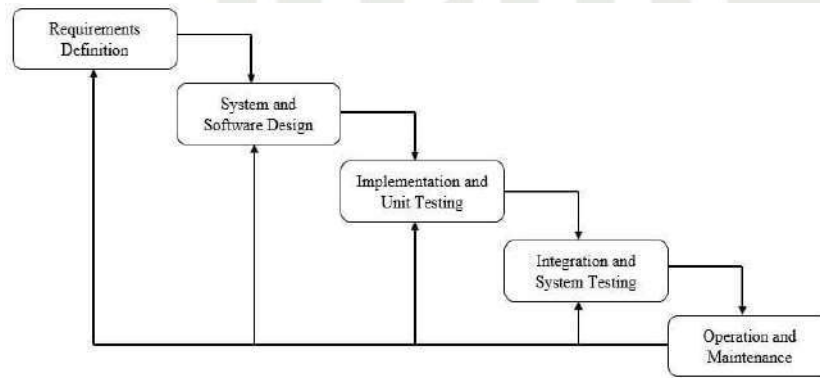 Requirements
Definition
System and
Software Design
Implementation and
Unit Testing
Integration and
System Testing
Operation and
Maintenance